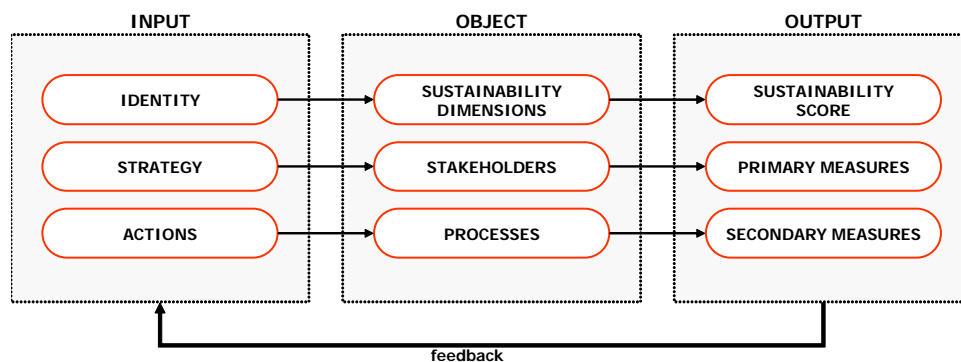 INPUT
OBJECT
OUTPUT
IDENTITY
SUSTAINABILITY
DIMENSIONS
SUSTAINABILITY
SCORE
STRATEGY
STAKEHOLDERS
PRIMARY MEASURES
ACTIONS
PROCESSES
SECONDARY MEASURES
feedback